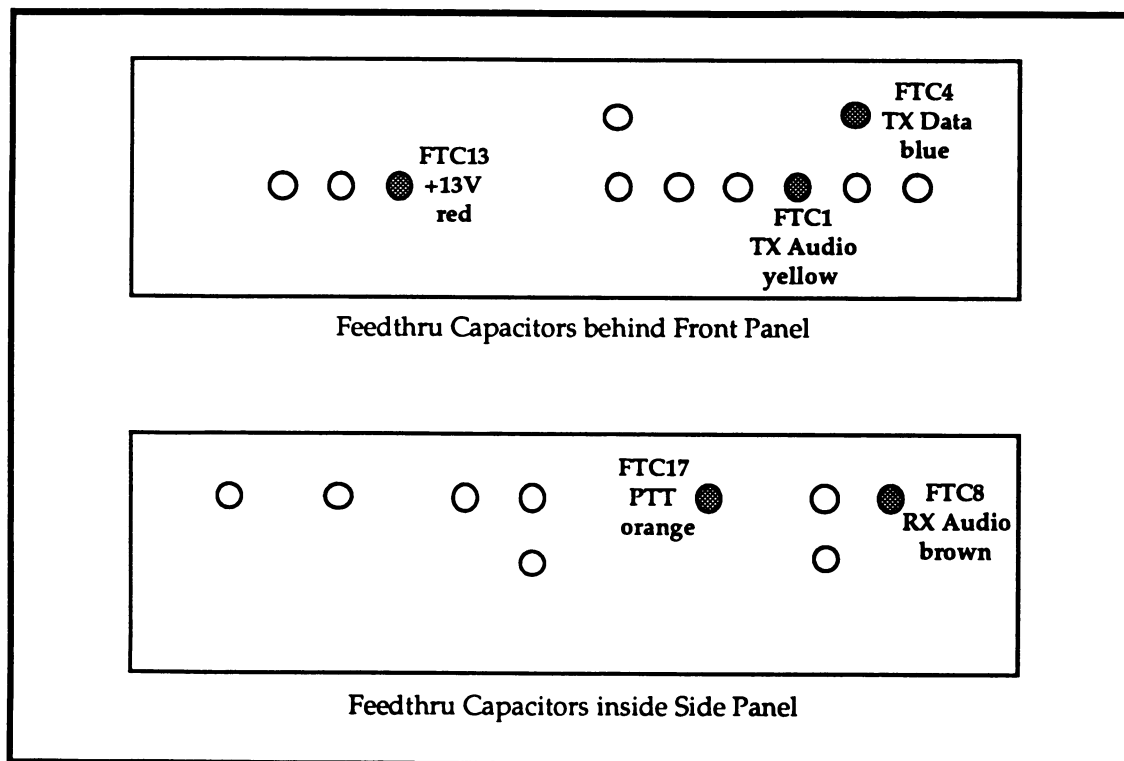 FTC4
TX Data
blue
FTC13
+13V
red
FTC1
TX Audio
yellow
Feedthru Capacitors behind Front Panel
FTC17
PTT
orange
FTC8
RX Audio
brown
Feedthru Capacitors inside Side Panel